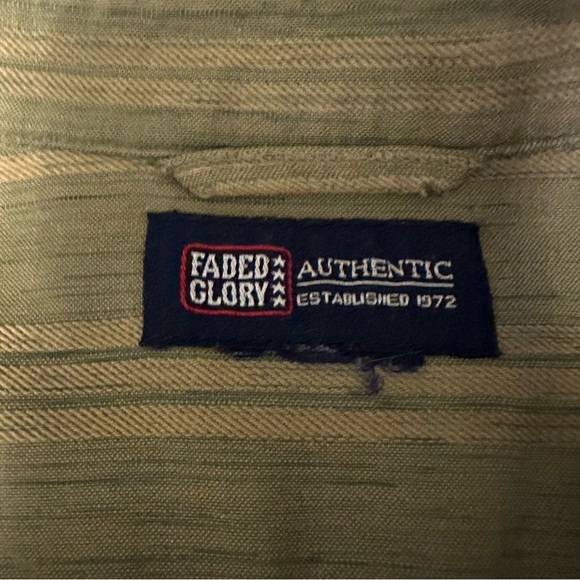 FADED
GLORY
AUTHENTIC
ESTABLISHED 1972